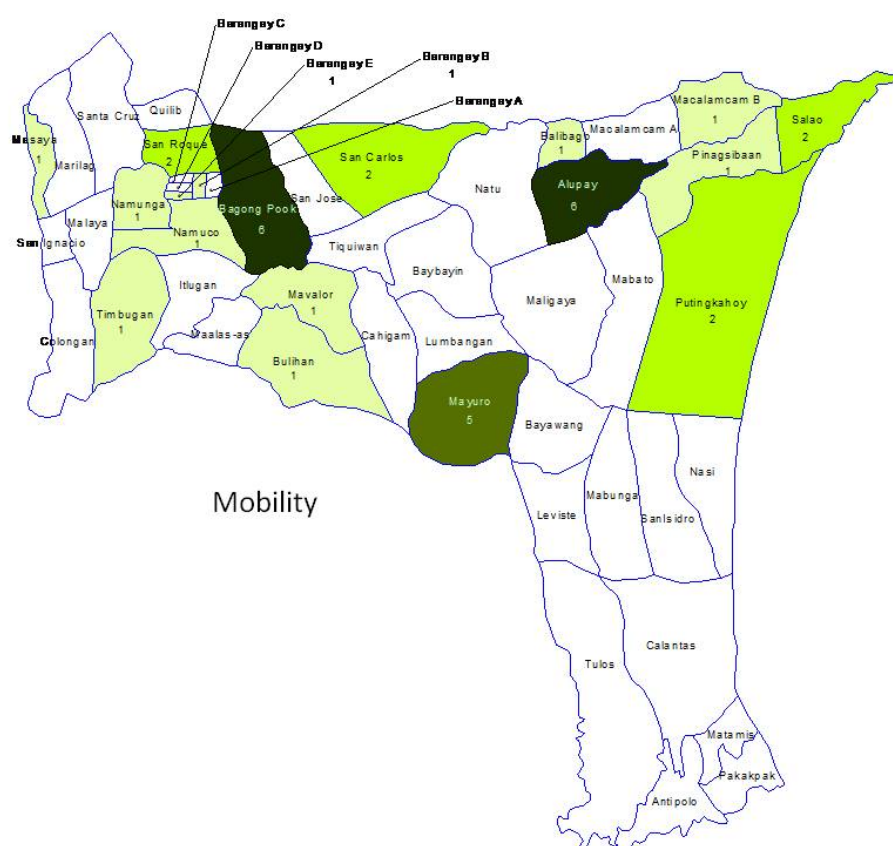 Barangay C
Barangay D
Barangay E
1
Barangay B
1
Barangay A
Quilib
Santa Cruz
Masaya
1
Marilag
San Roque
2
San Carlos
2
Balibago
1
Macalamcam A
Macalamcam B
1
Salao
2
Pinagsibaan
1
Natu
Alupay
6
San Jose
Bagong Pook
6
Namunga
1
Malaya
San Ignacio
Namuco
1
Tiquiwan
Baybayin
Maligaya
Mabato
Putingkahoy
2
Itlugan
Mavalor
1
Timbugan
1
Colongan
Maalas-as
Bulihan
1
Cahigam
Lumbangan
Mayuro
5
Bayawang
Nasi
Mabunga
Leviste
SanIsidro
Mobility
Tulos
Calantas
Matamis
Pakakpak
Antipolo